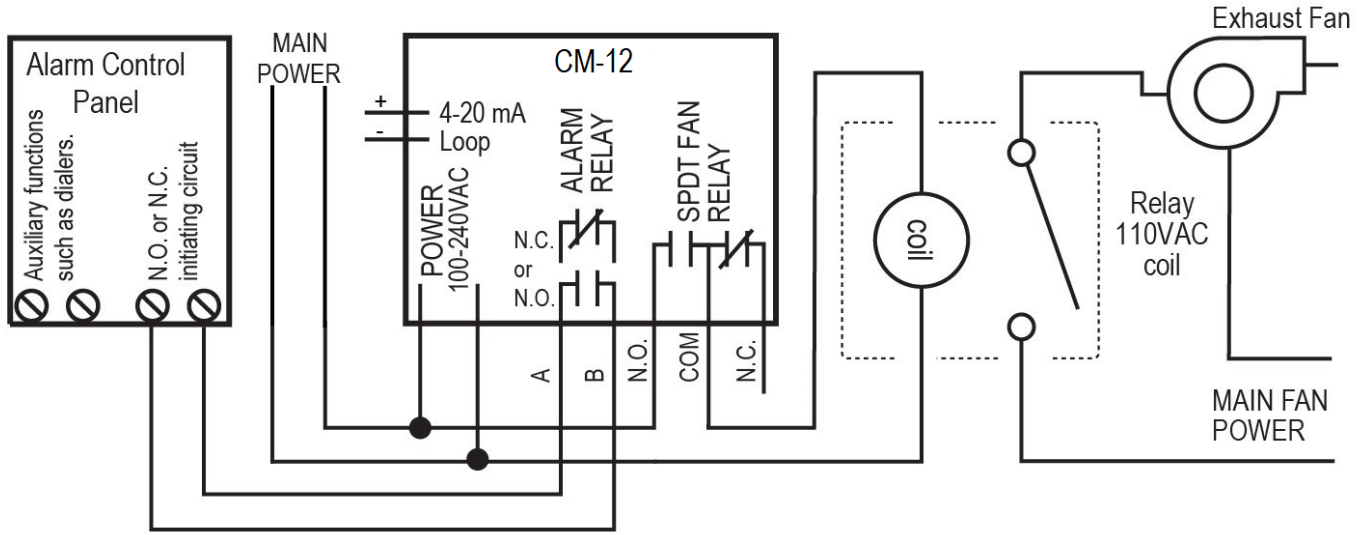 Exhaust Fan
Alarm Control
Panel
Auxiliary functions
such as dialers.
N.O. or N.C.
initiating circuit
MAIN
POWER
CM-12
+
-
4-20 mA
Loop
POWER
100-240VAC
ALARM
RELAY
N.C.
or
N.O.
SPDT FAN
RELAY
A
B
N.O.
COM
N.C.
coil
Relay
110VAC
coil
MAIN FAN
POWER